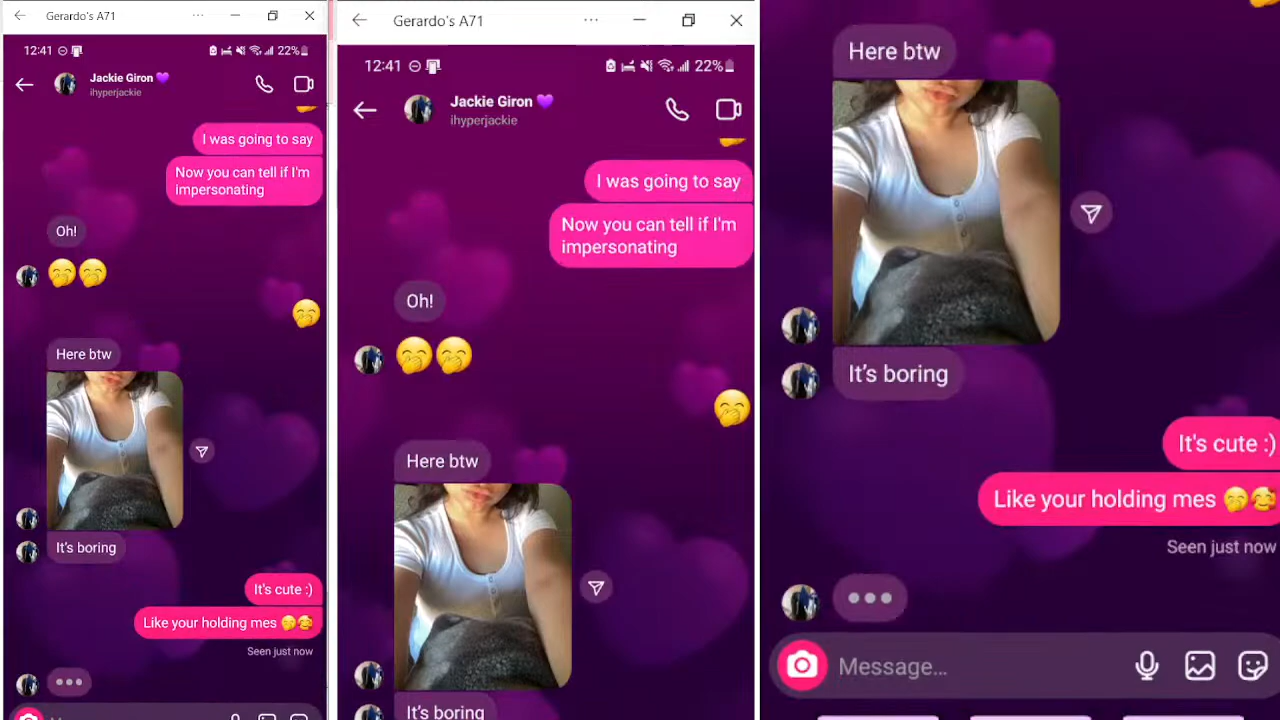 Gerardo's A71
12:41
22%
Jackie Giron 💜
ihyperjackie
I was going to say
Now you can tell if I'm
impersonating
Oh!
🤭🤭
🤭
Here btw
It's boring
It's cute :)
Like your holding mes 🤭🥰
Seen just now
Gerardo's A71
12:41
22%
Jackie Giron 💜
ihyperjackie
I was going to say
Now you can tell if I'm
impersonating
Oh!
🤭🤭
🤭
Here btw
It's boring
Here btw
It's boring
It's cute :)
Like your holding mes 🤭🥰
Seen just now
Message...